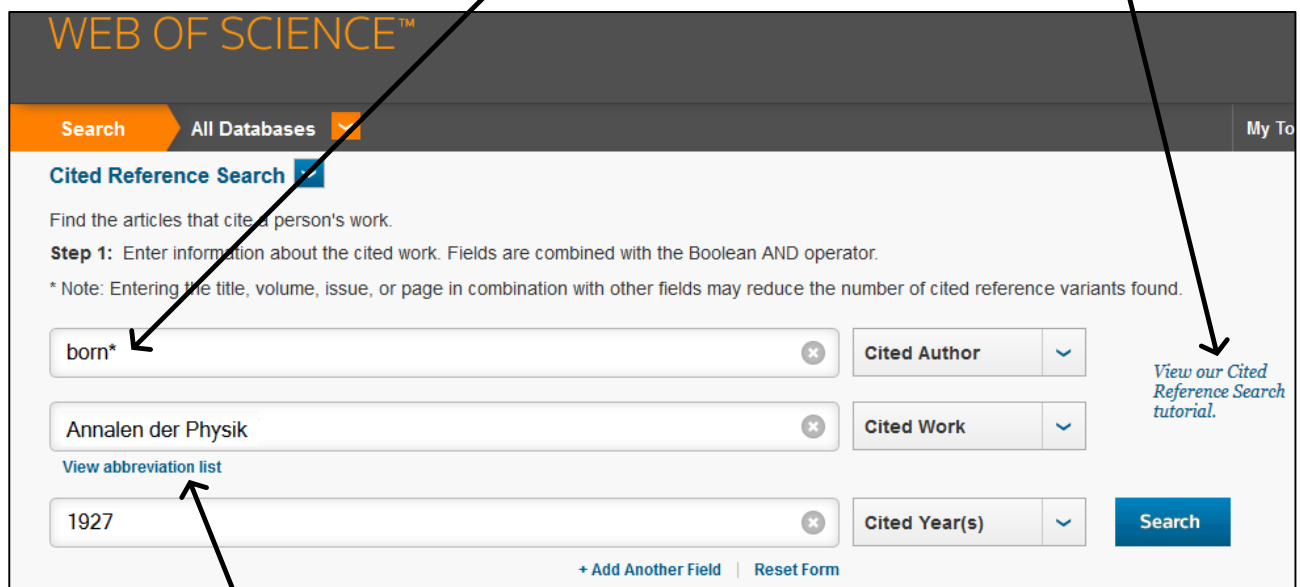 WEB OF SCIENCE™
Search All Databases My To
Cited Reference Search
Find the articles that cite a person's work.
Step 1: Enter information about the cited work. Fields are combined with the Boolean AND operator.
* Note: Entering the title, volume, issue, or page in combination with other fields may reduce the number of cited reference variants found.
born* Cited Author
View our Cited
Reference Search
tutorial.
Annalen der Physik Cited Work
View abbreviation list
1927 Cited Year(s) Search
+ Add Another Field | Reset Form